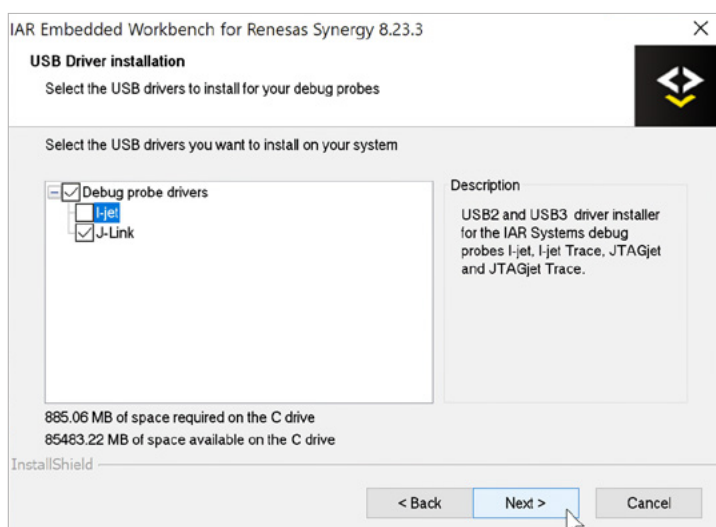 IAR Embedded Workbench for Renesas Synergy 8.23.3
USB Driver installation
Select the USB drivers to install for your debug probes
Select the USB drivers you want to install on your system
Debug probe drivers
I-jet
J-Link
Description
USB2 and USB3 driver installer
for the IAR Systems debug
probes I-jet, I-jet Trace, JTAGjet
and JTAGjet Trace.
885.06 MB of space required on the C drive
85483.22 MB of space available on the C drive
InstallShield
< Back
Next >
Cancel